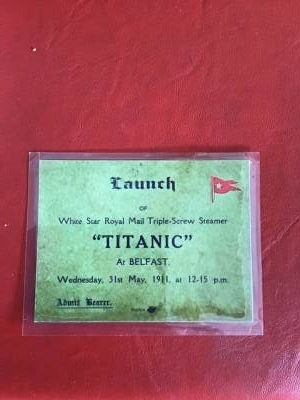 Launch
OF
White Star Royal Mail Triple-Screw Steamer
"TITANIC"
At BELFAST,
Wednesday, 31st May, 1911, at 12-15 p.m.
Admit Bearer.